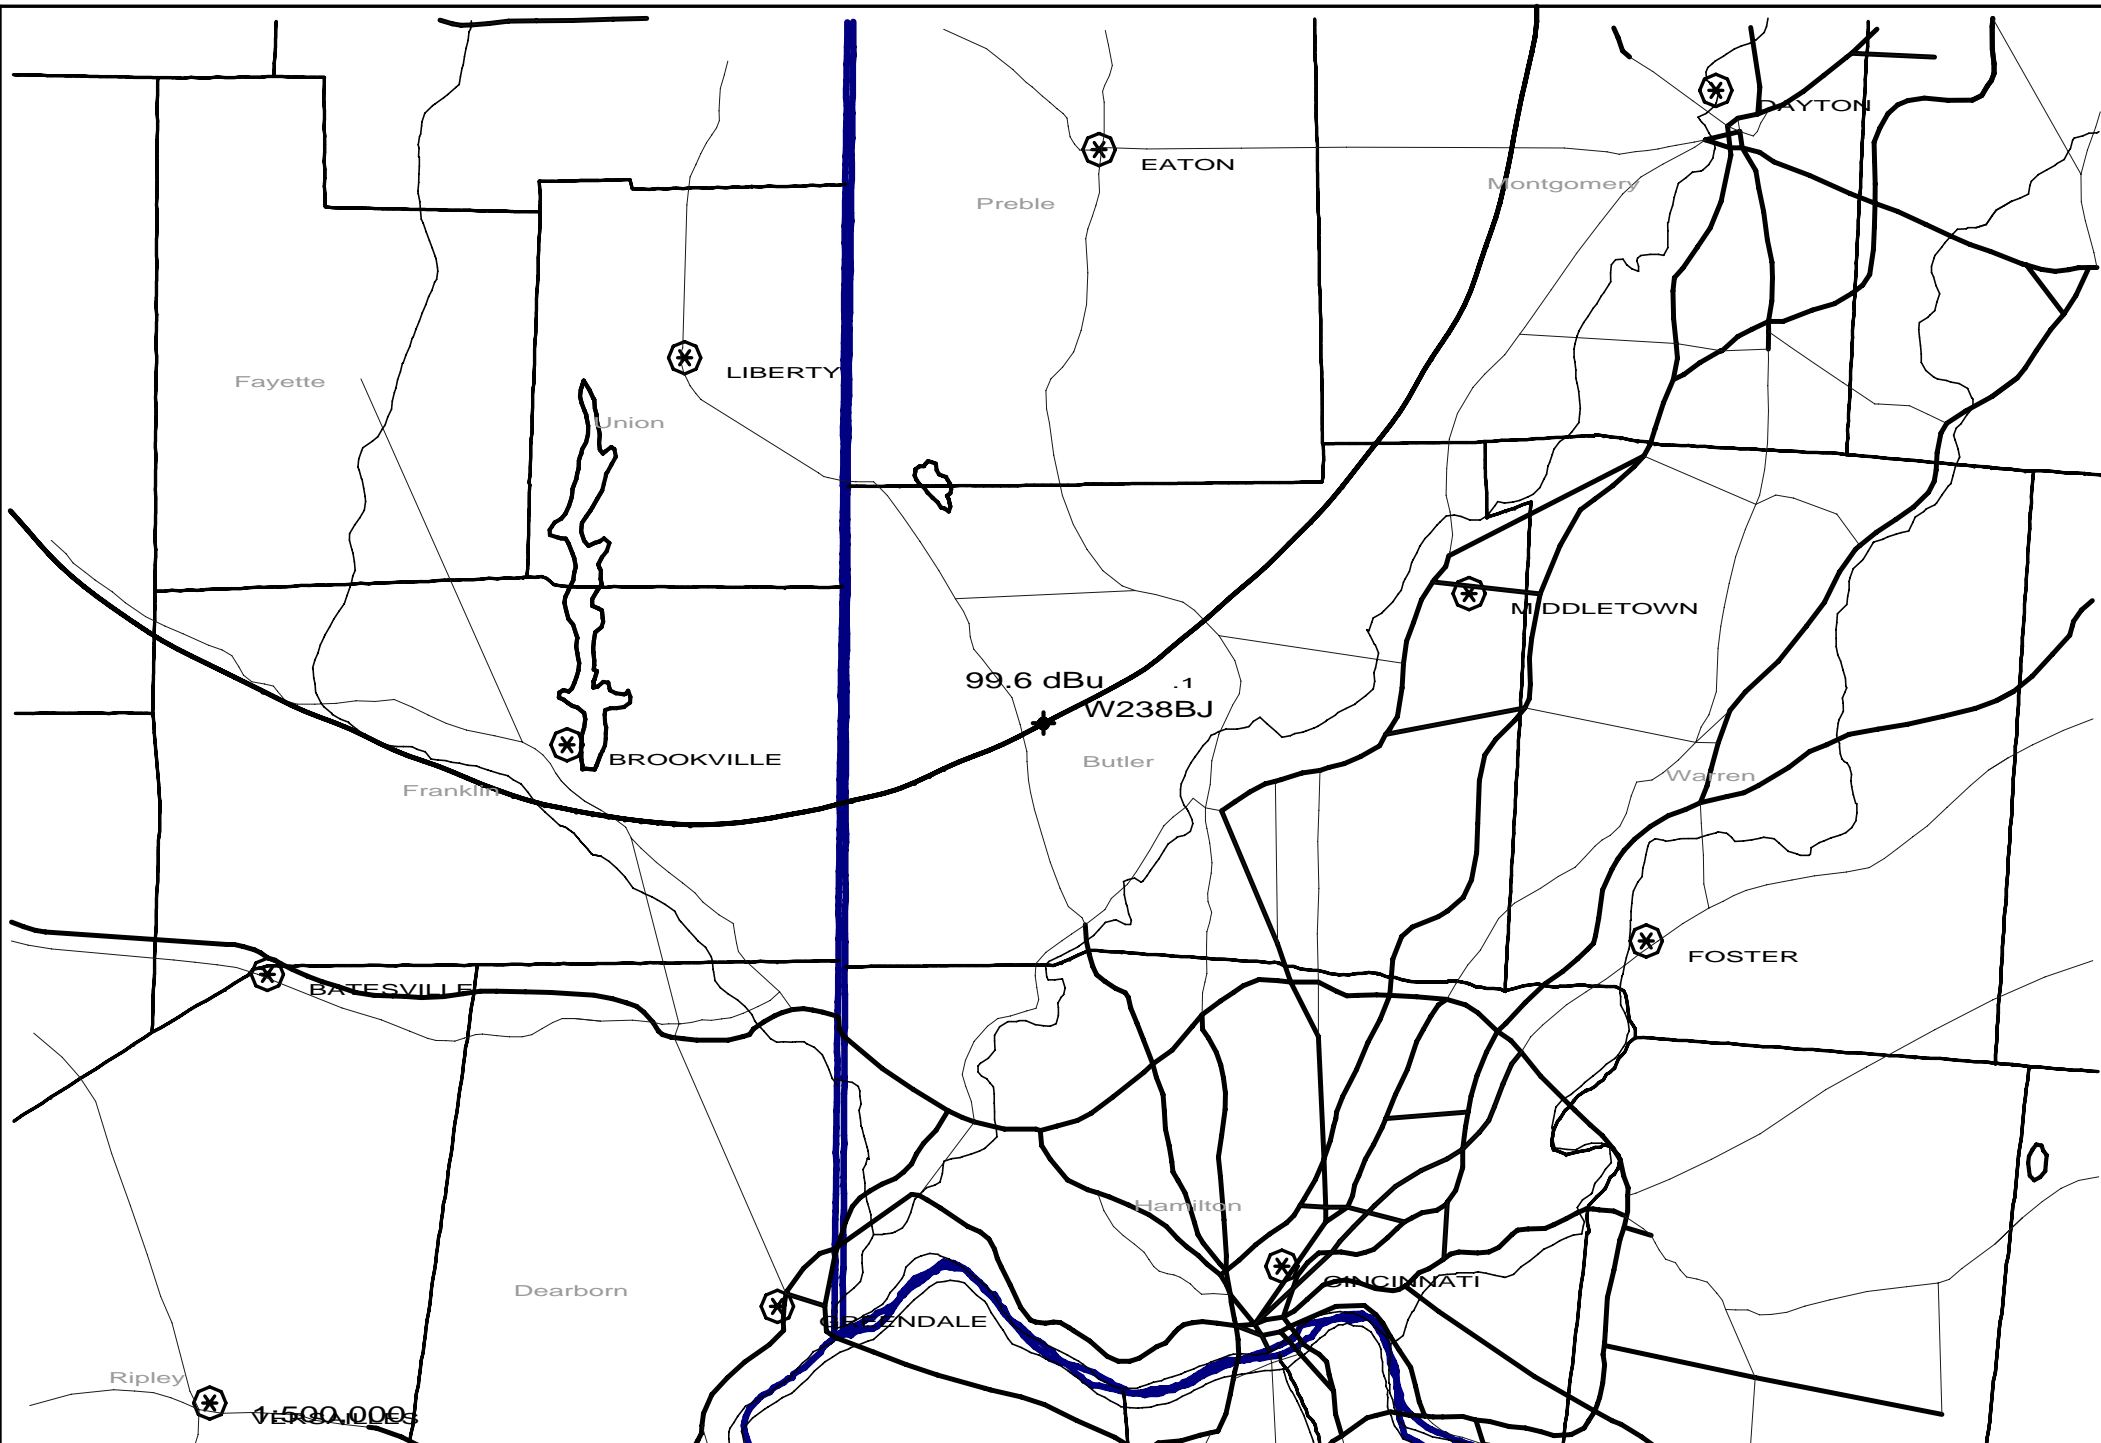 DAYTON
EATON
Montgomery
Preble
LIBERTY
Fayette
Union
MIDDLETOWN
99.6 dBu
.1
W238BJ
BROOKVILLE
Butler
Warren
Franklin
FOSTER
BATESVILLE
Hamilton
CINCINNATI
Dearborn
GREENDALE
Ripley
1:500,000
VERSAILLES